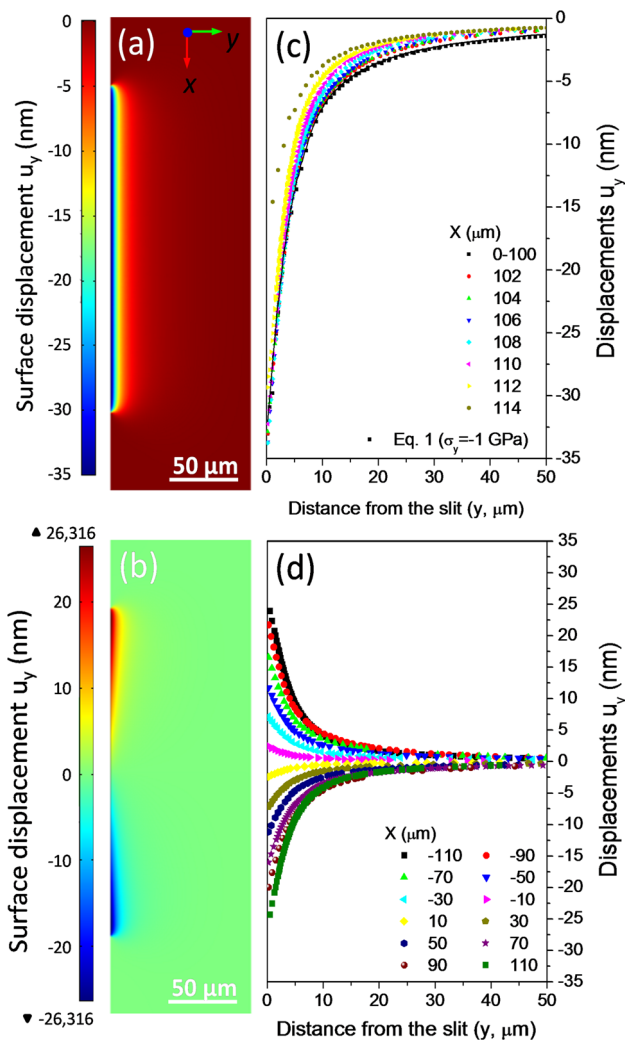 (a)
y
x
0
-5
-10
-15
-20
-25
-30
-35
Surface displacement u_y (nm)
50 µm
(c)
0
-5
-10
-15
-20
-25
-30
-35
Displacements u_y (nm)
X (µm)
0-100
102
104
106
108
110
112
114
Eq. 1 (σ_y=-1 GPa)
0 10 20 30 40 50
Distance from the slit (y, µm)
(b)
▲ 26,316
20
10
0
-10
-20
▼ -26,316
Surface displacement u_y (nm)
50 µm
(d)
35
30
25
20
15
10
5
0
-5
-10
-15
-20
-25
-30
-35
Displacements u_y (nm)
X (µm)
-110 -90
-70 -50
-30 -10
10 30
50 70
90 110
0 10 20 30 40 50
Distance from the slit (y, µm)